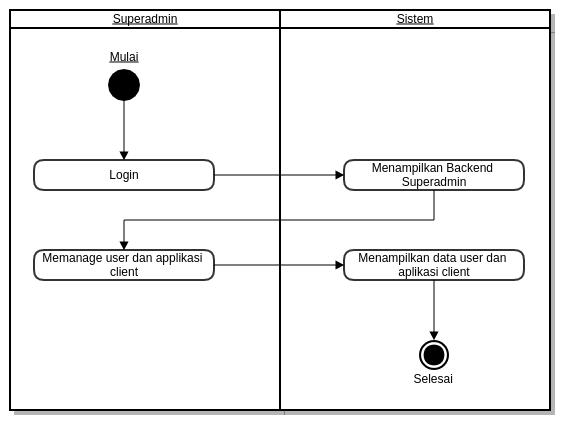 Superadmin
Sistem
Mulai
Login
Menampilkan Backend
Superadmin
Memanage user dan applikasi
client
Menampilkan data user dan
aplikasi client
Selesai